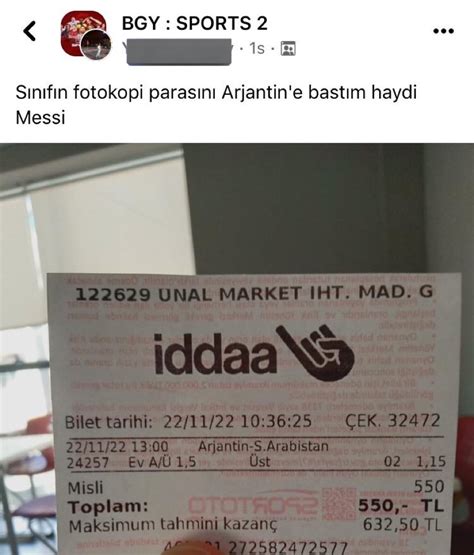 BGY : SPORTS 2
· 1s ·
Sınıfın fotokopi parasını Arjantin'e bastım haydi
Messi
122629 UNAL MARKET IHT. MAD. G
iddaa
Bilet tarihi: 22/11/22 10:36:25 ÇEK. 32472
22/11/22 13:00 Arjantin-S.Arabistan
24257 Ev A/Ü 1,5 Üst 02 1,15
Misli 550
Toplam: 550,- TL
Maksimum tahmini kazanç 632,50 TL
272582472577